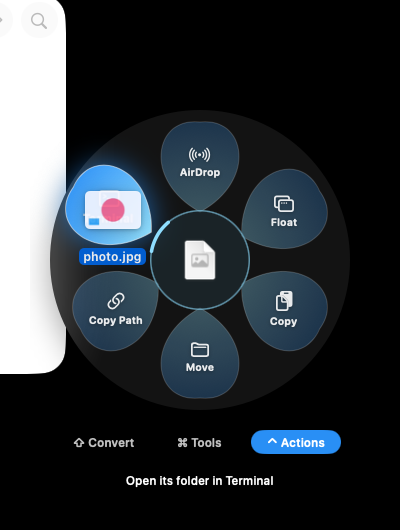 AirDrop
Float
photo.jpg
Copy Path
Copy
Move
⇧ Convert
⌘ Tools
^ Actions
Open its folder in Terminal